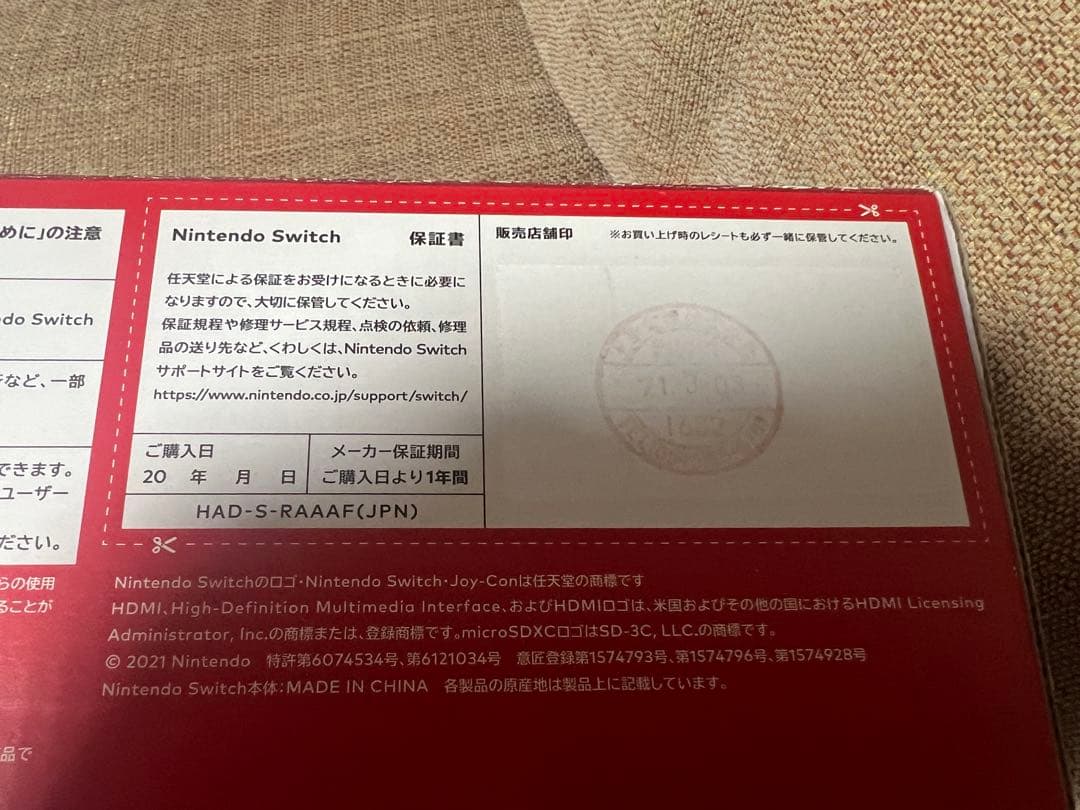 めに」の注意
do Switch
など、一部
できます。
ユーザー
ださい。
らの使用
ることが
品で
Nintendo Switch 保証書
任天堂による保証をお受けになるときに必要に
なりますので、大切に保管してください。
保証規程や修理サービス規程、点検の依頼、修理
品の送り先など、くわしくは、Nintendo Switch
サポートサイトをご覧ください。
https://www.nintendo.co.jp/support/switch/
ご購入日
20 年 月 日
メーカー保証期間
ご購入日より1年間
HAD-S-RAAAF(JPN)
販売店舗印 ※お買い上げ時のレシートも必ず一緒に保管してください。
Nintendo Switchのロゴ・Nintendo Switch・Joy-Conは任天堂の商標です
HDMI、High-Definition Multimedia Interface、およびHDMIロゴは、米国およびその他の国におけるHDMI Licensing
Administrator, Inc.の商標または、登録商標です。microSDXCロゴはSD-3C, LLC.の商標です。
© 2021 Nintendo 特許第6074534号、第6121034号 意匠登録第1574793号、第1574796号、第1574928号
Nintendo Switch本体：MADE IN CHINA 各製品の原産地は製品上に記載しています。